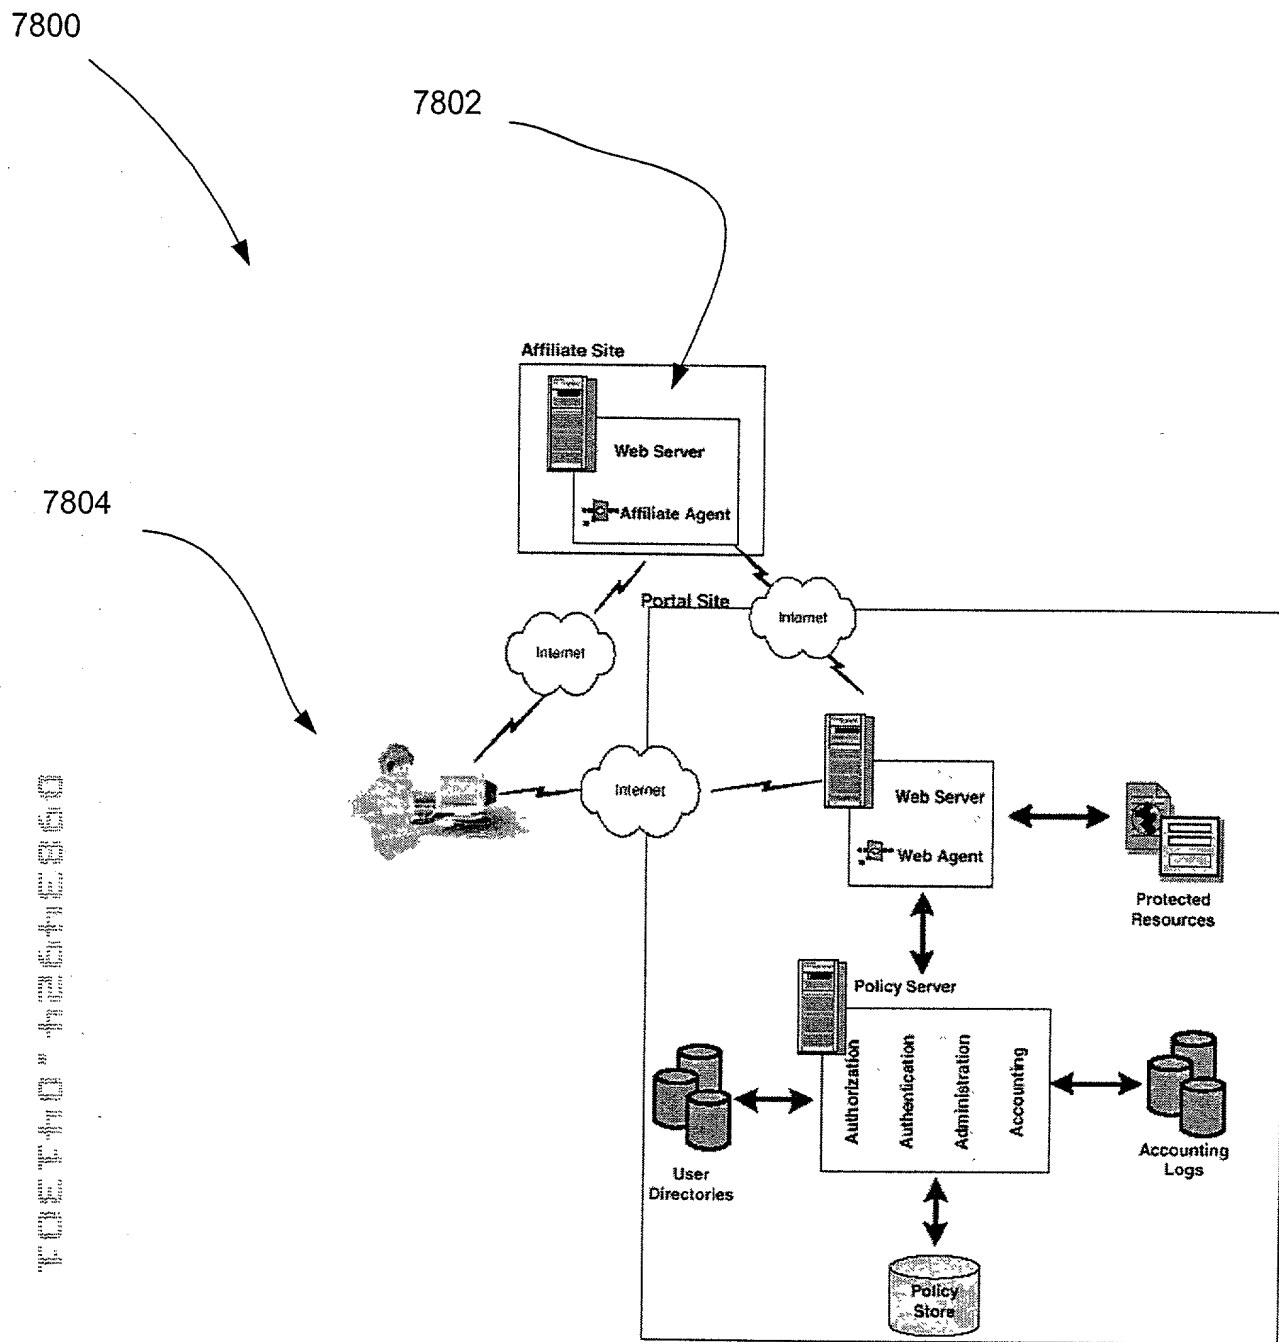 7800
7802
Affiliate Site
Web Server
Affiliate Agent
7804
Portal Site
Internet
Internet
Internet
Web Server
Web Agent
Protected
Resources
Policy Server
Authorization
Authentication
Administration
Accounting
User
Directories
Accounting
Logs
Policy
Store